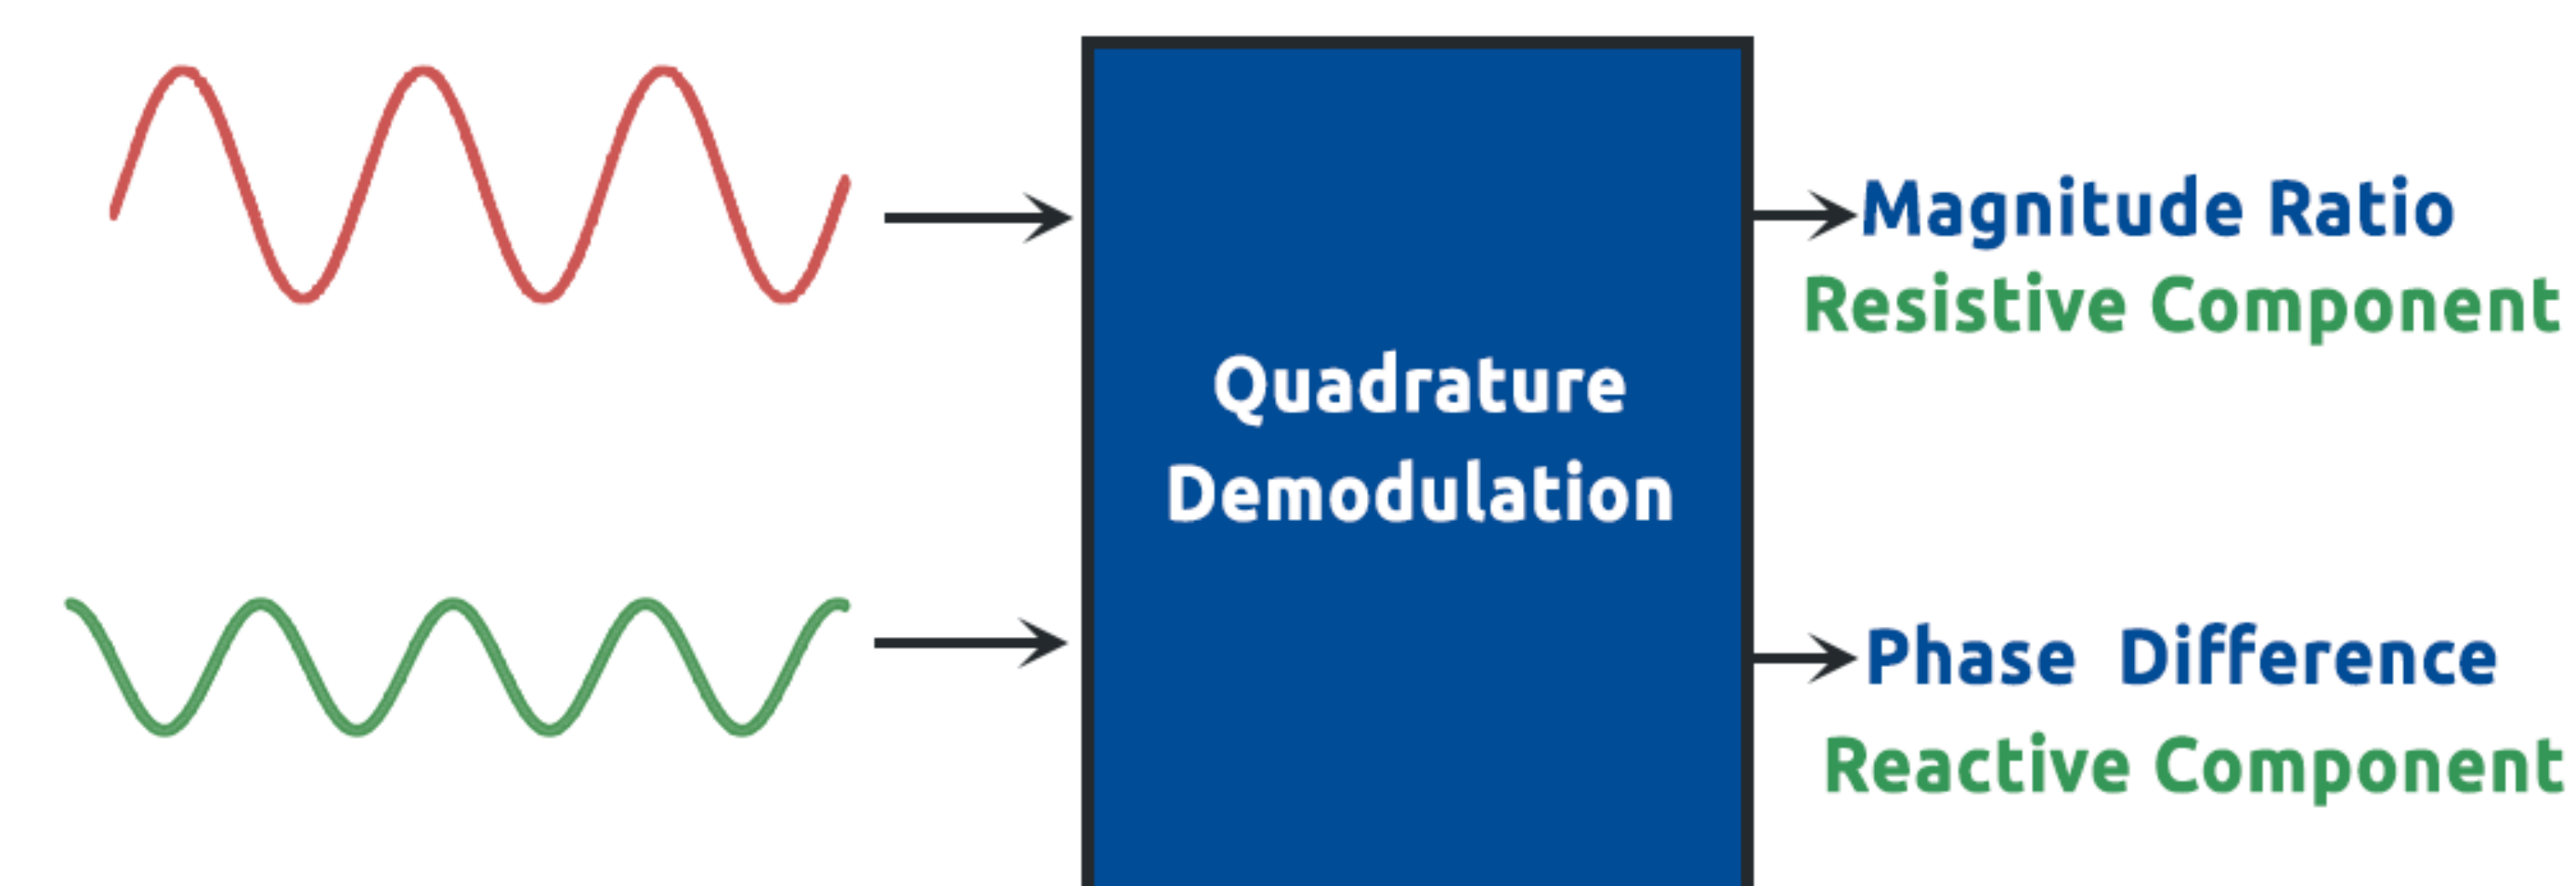 Magnitude Ratio
Resistive Component
Quadrature
Demodulation
Phase Difference
Reactive Component